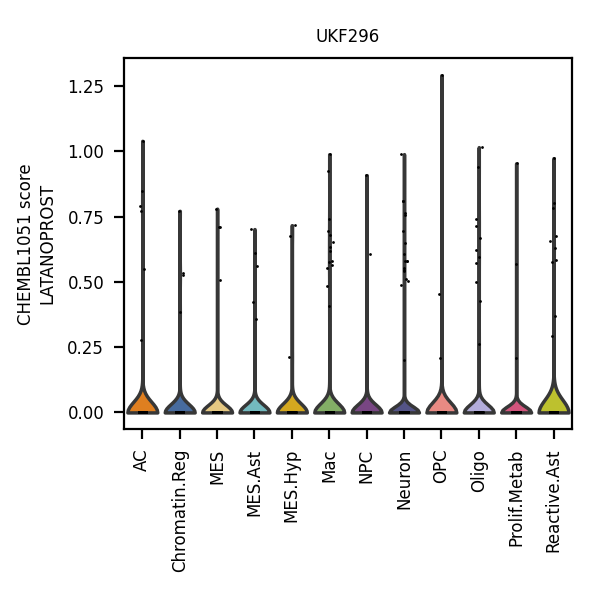 UKF296
CHEMBL1051 score
LATANOPROST
1.25
1.00
0.75
0.50
0.25
0.00
AC
Chromatin.Reg
MES
MES.Ast
MES.Hyp
Mac
NPC
Neuron
OPC
Oligo
Prolif.Metab
Reactive.Ast